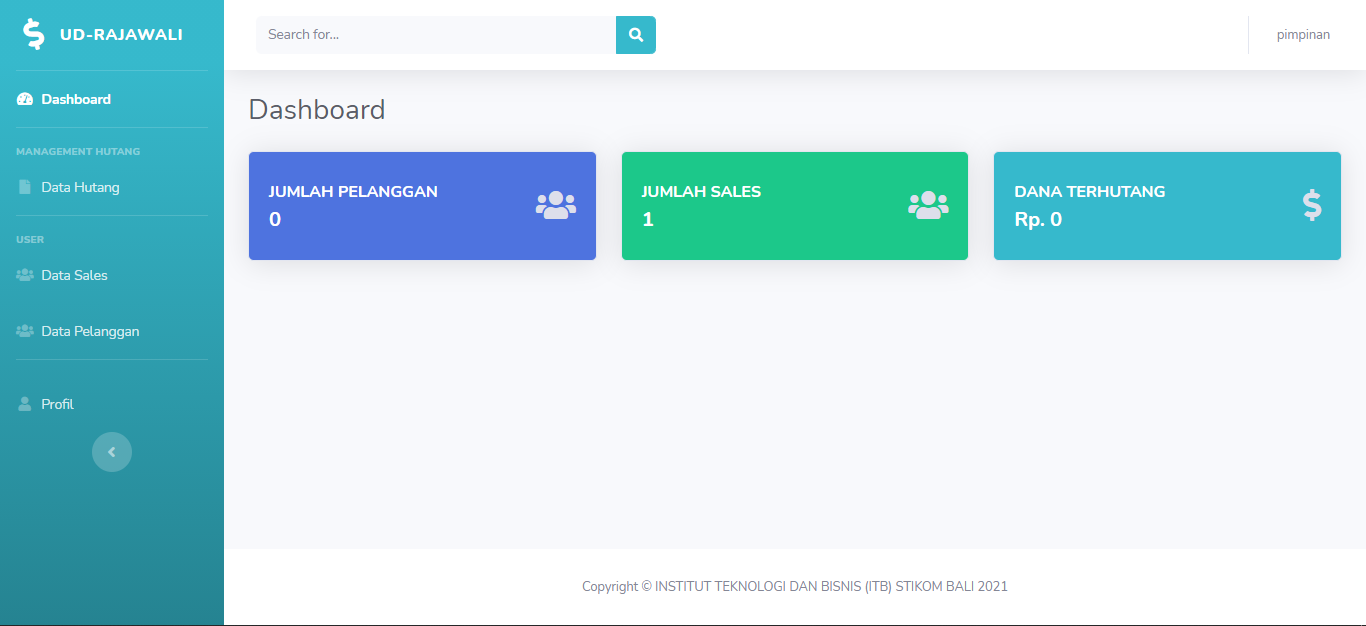 UD-RAJAWALI
Dashboard
MANAGEMENT HUTANG
Data Hutang
USER
Data Sales
Data Pelanggan
Profil
Search for...
pimpinan
Dashboard
JUMLAH PELANGGAN
0
JUMLAH SALES
1
DANA TERHUTANG
Rp. 0
Copyright © INSTITUT TEKNOLOGI DAN BISNIS (ITB) STIKOM BALI 2021